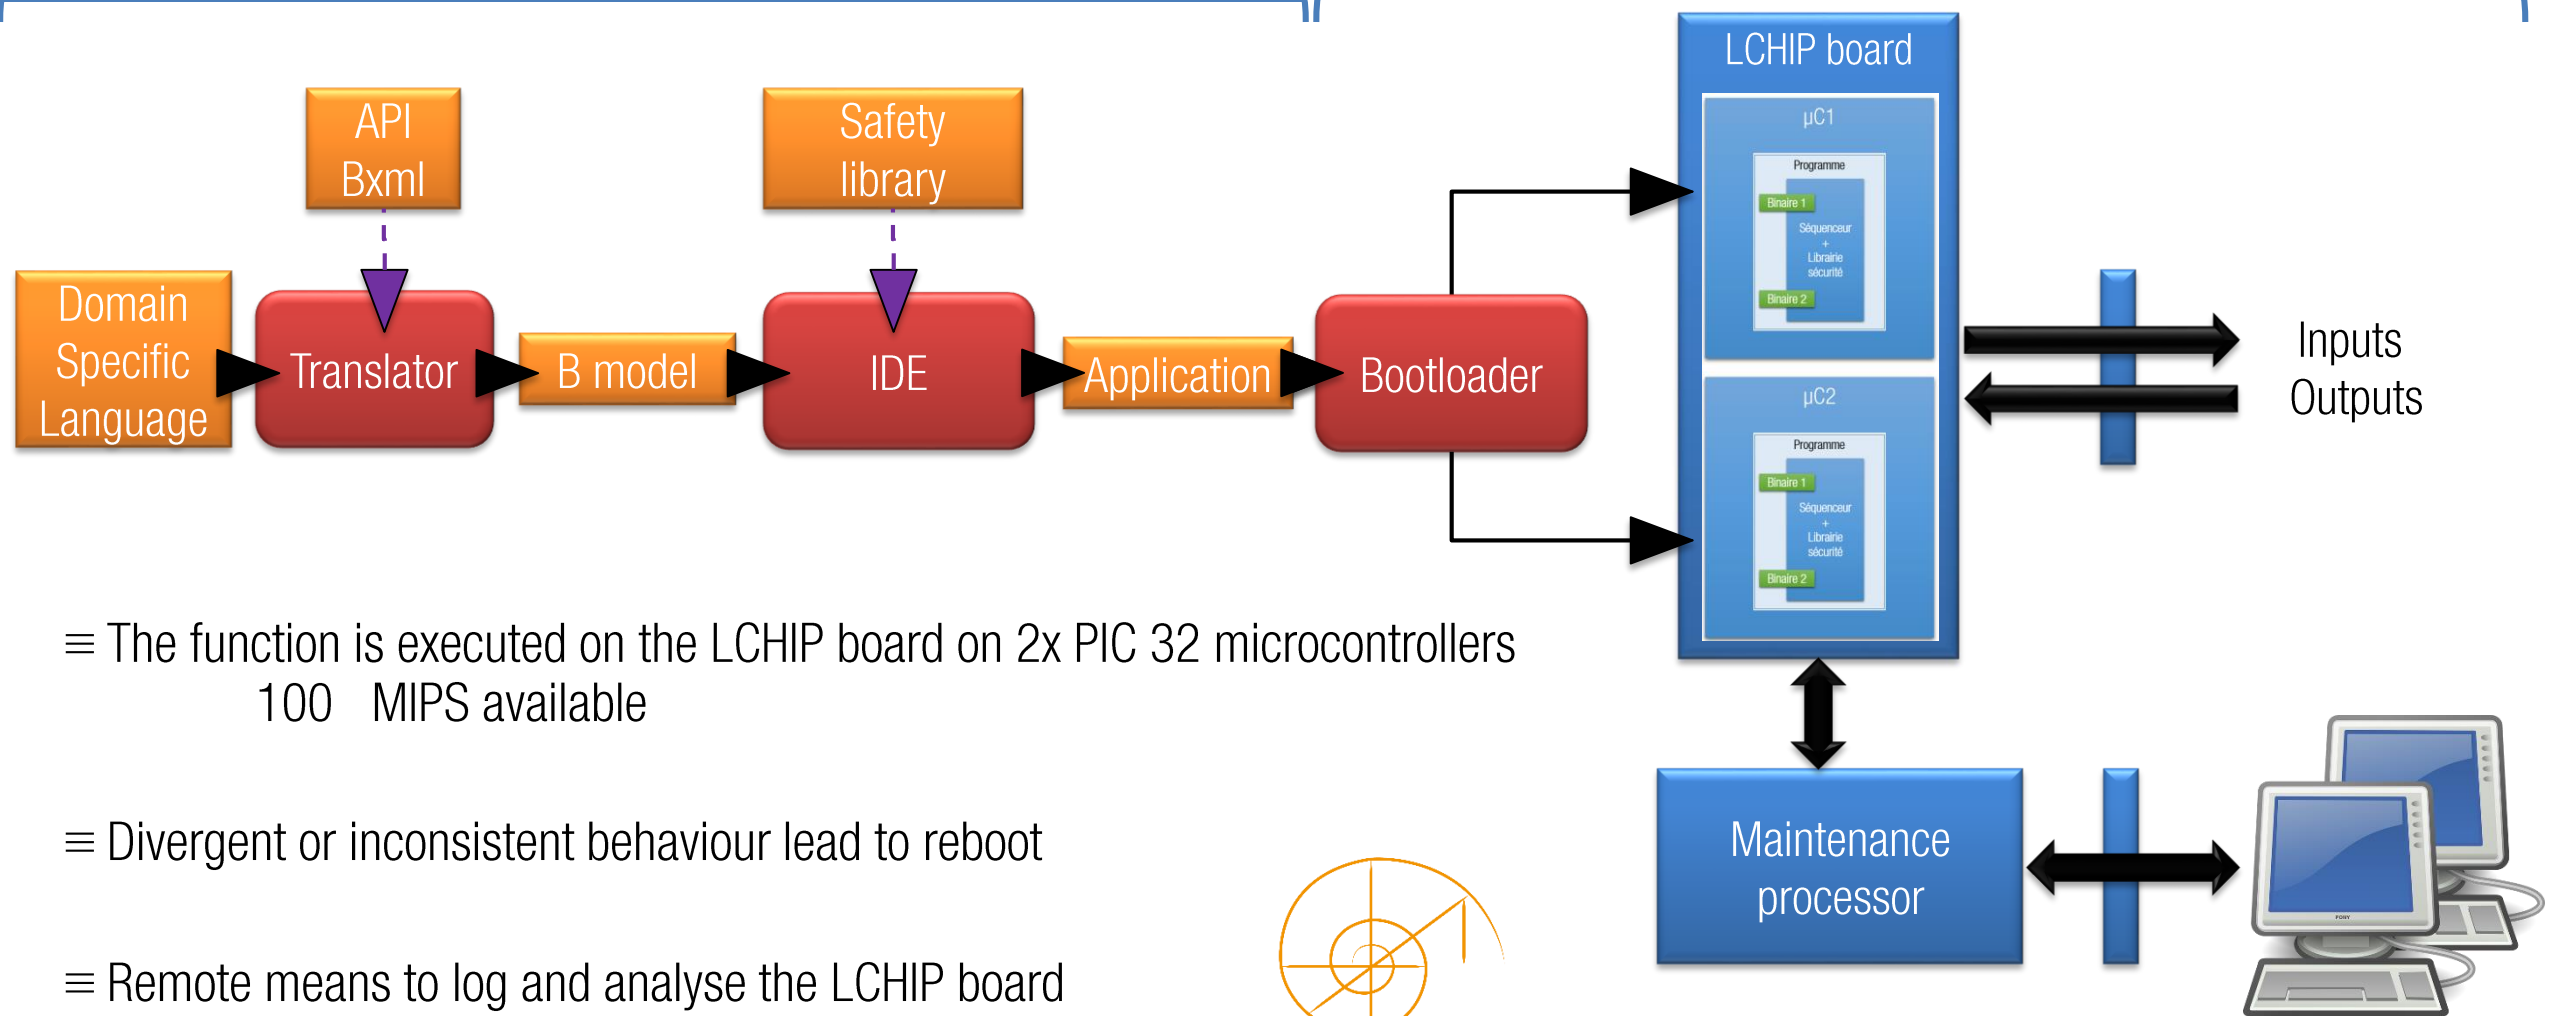 LCHIP board
API
Bxml
Safety
library
µC1
Programme
Binaire 1
Séquenceur
+
Librairie
sécurité
Binaire 2
Domain
Specific
Language
Translator
B model
IDE
Application
Bootloader
Inputs
Outputs
µC2
Programme
Binaire 1
Séquenceur
+
Librairie
sécurité
Binaire 2
≡ The function is executed on the LCHIP board on 2x PIC 32 microcontrollers
100 MIPS available
≡ Divergent or inconsistent behaviour lead to reboot
≡ Remote means to log and analyse the LCHIP board
Maintenance
processor